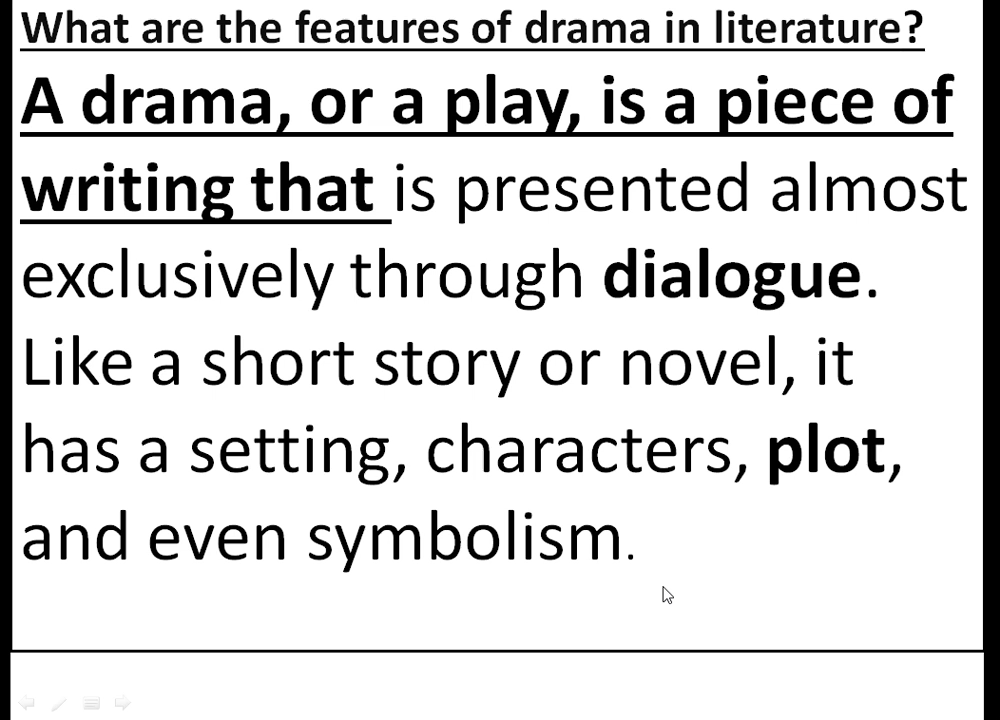 What are the features of drama in literature?
A drama, or a play, is a piece of
writing that is presented almost
exclusively through dialogue.
Like a short story or novel, it
has a setting, characters, plot,
and even symbolism.